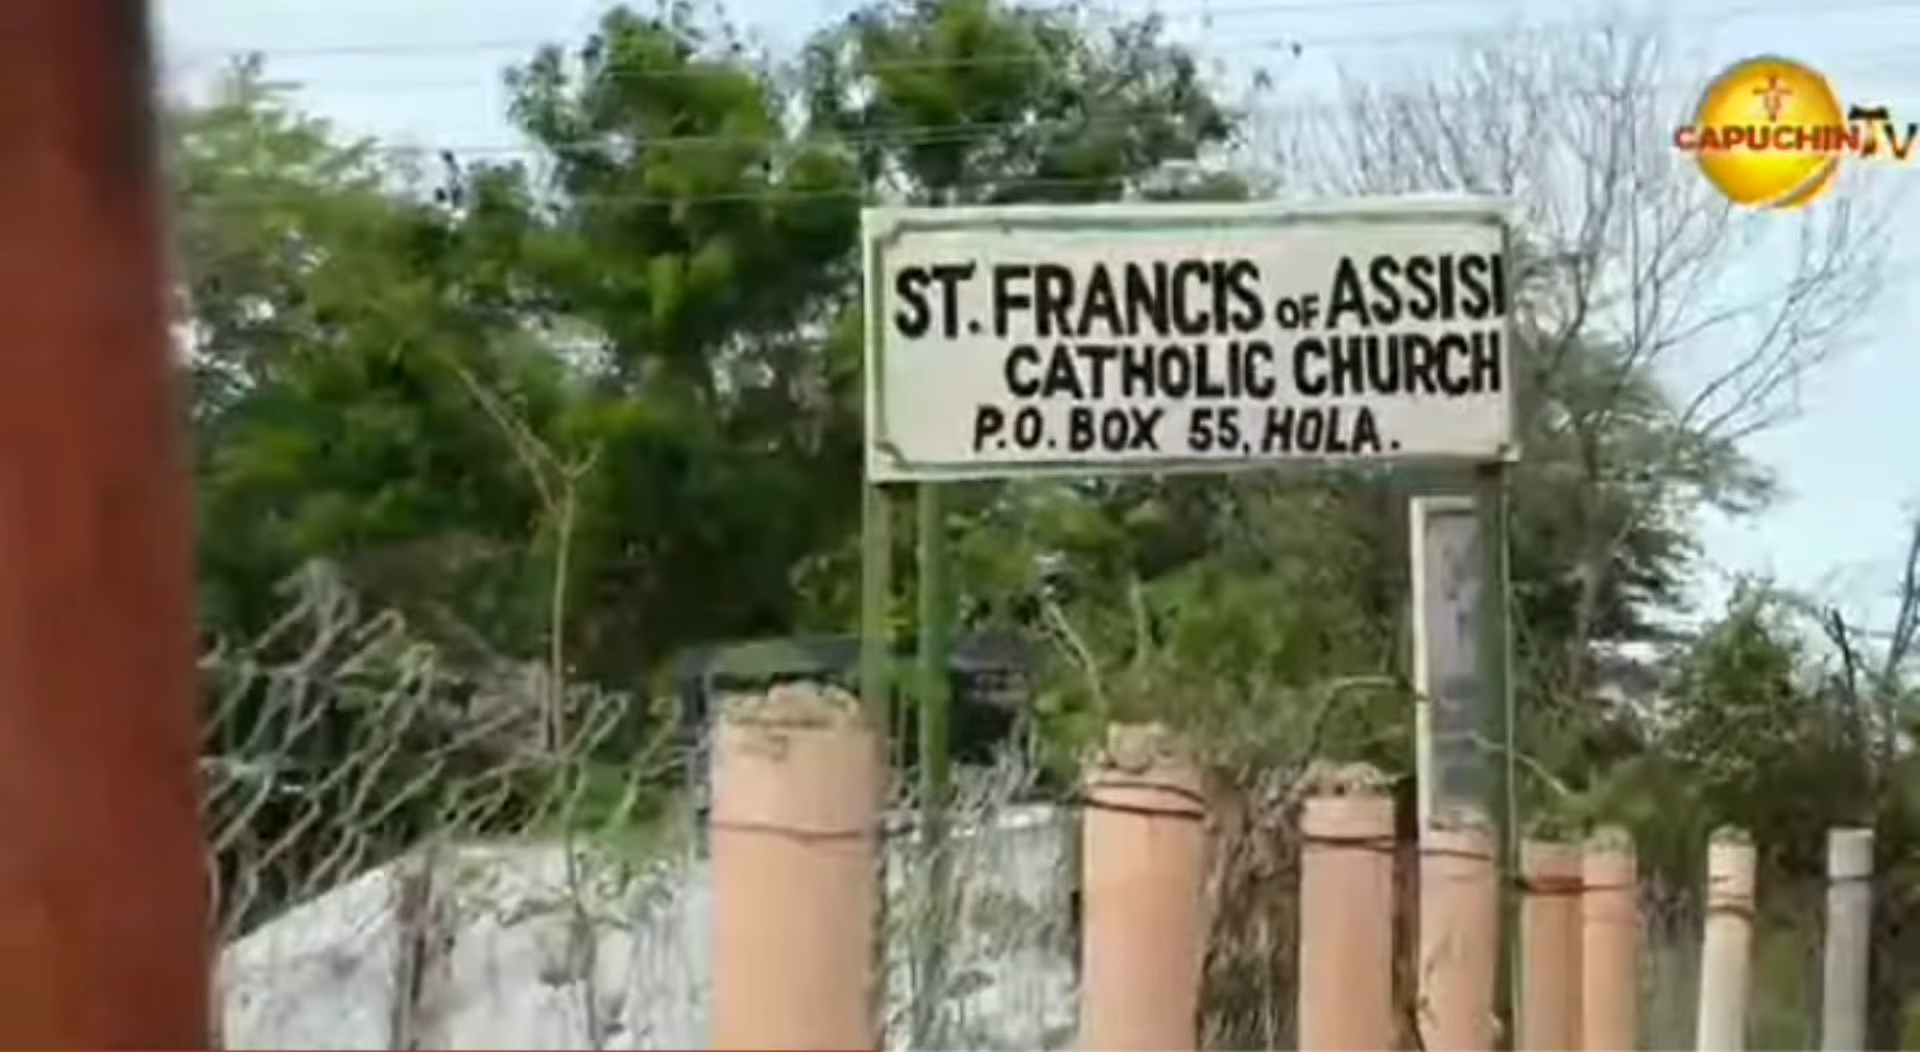 CAPUCHIN TV
ST. FRANCIS OF ASSISI
CATHOLIC CHURCH
P.O. BOX 55, HOLA.